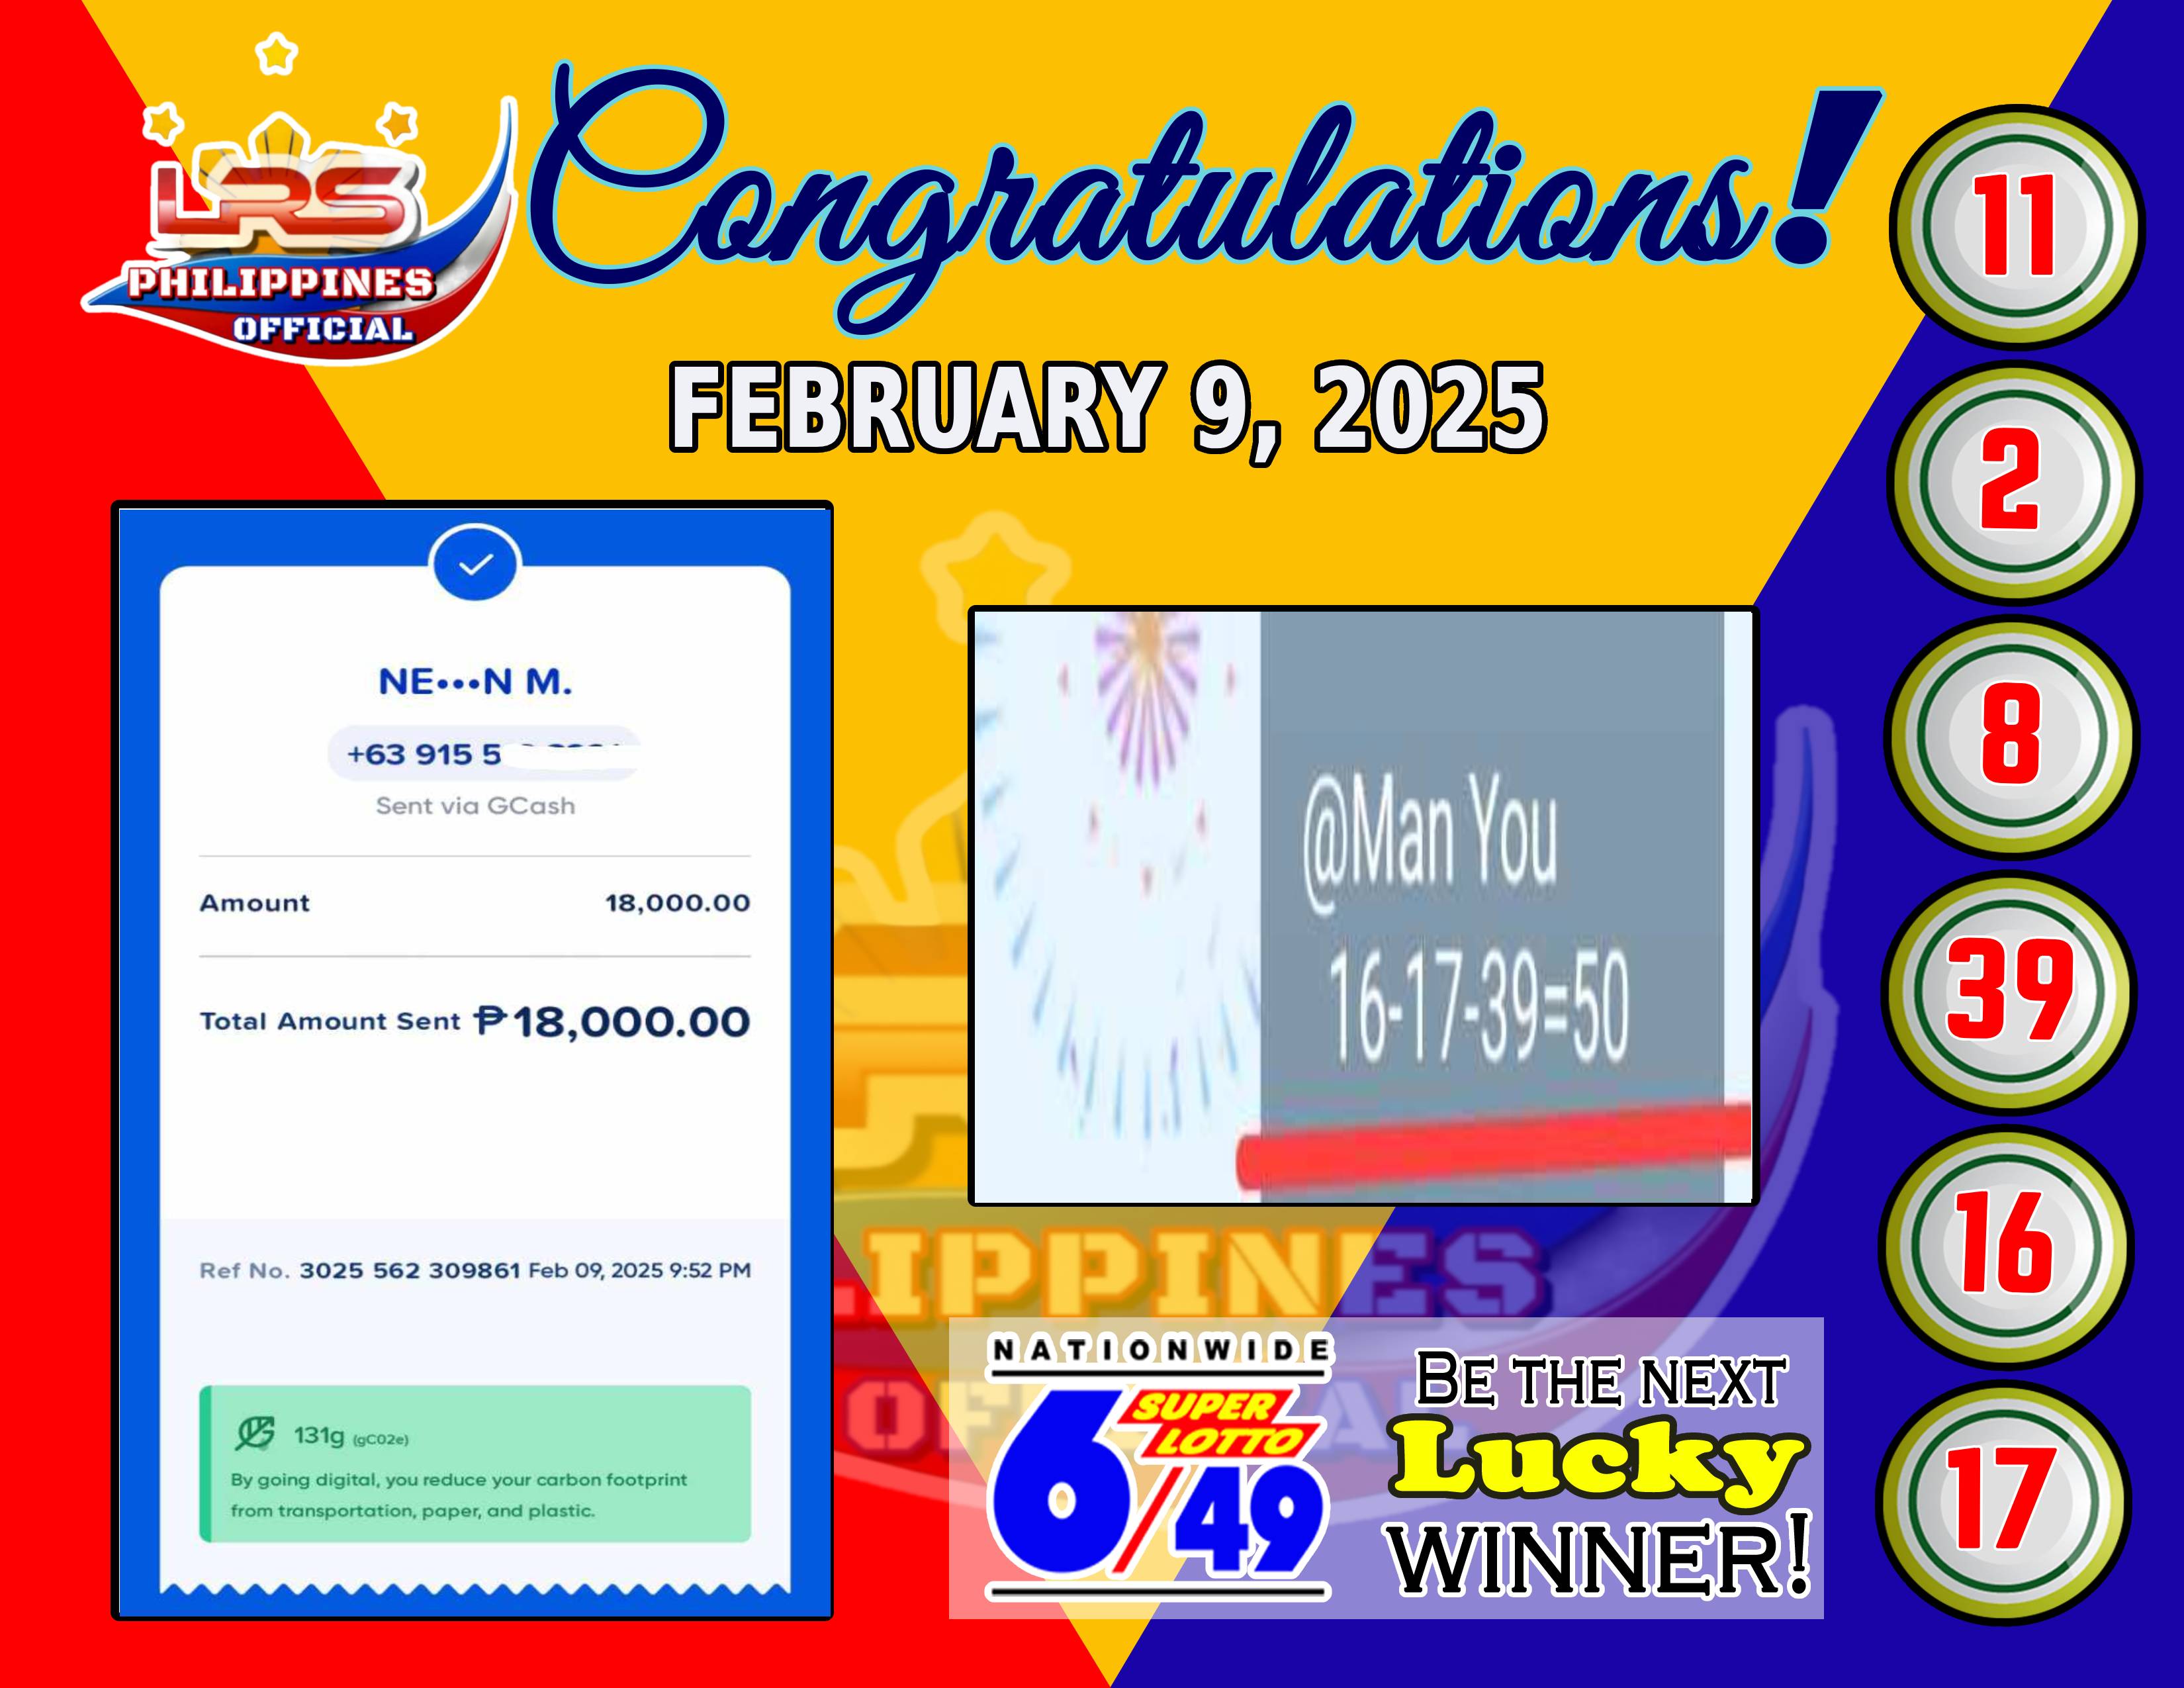 LRS
PHILIPPINES
OFFICIAL
Congratulations!
FEBRUARY 9, 2025
NE•••N M.
+63 915 5
Sent via GCash
Amount 18,000.00
Total Amount Sent ₱18,000.00
Ref No. 3025 562 309861 Feb 09, 2025 9:52 PM
131g (gCO2e)
By going digital, you reduce your carbon footprint
from transportation, paper, and plastic.
@Man You
16-17-39=50
NATIONWIDE
6/49
SUPER
LOTTO
BE THE NEXT
Lucky
WINNER!
11
2
8
39
16
17